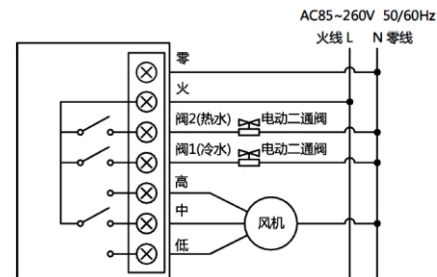 AC85~260V 50/60Hz
火线 L N 零线
零
火
阀2(热水) 电动二通阀
阀1(冷水) 电动二通阀
高
中
风机
低